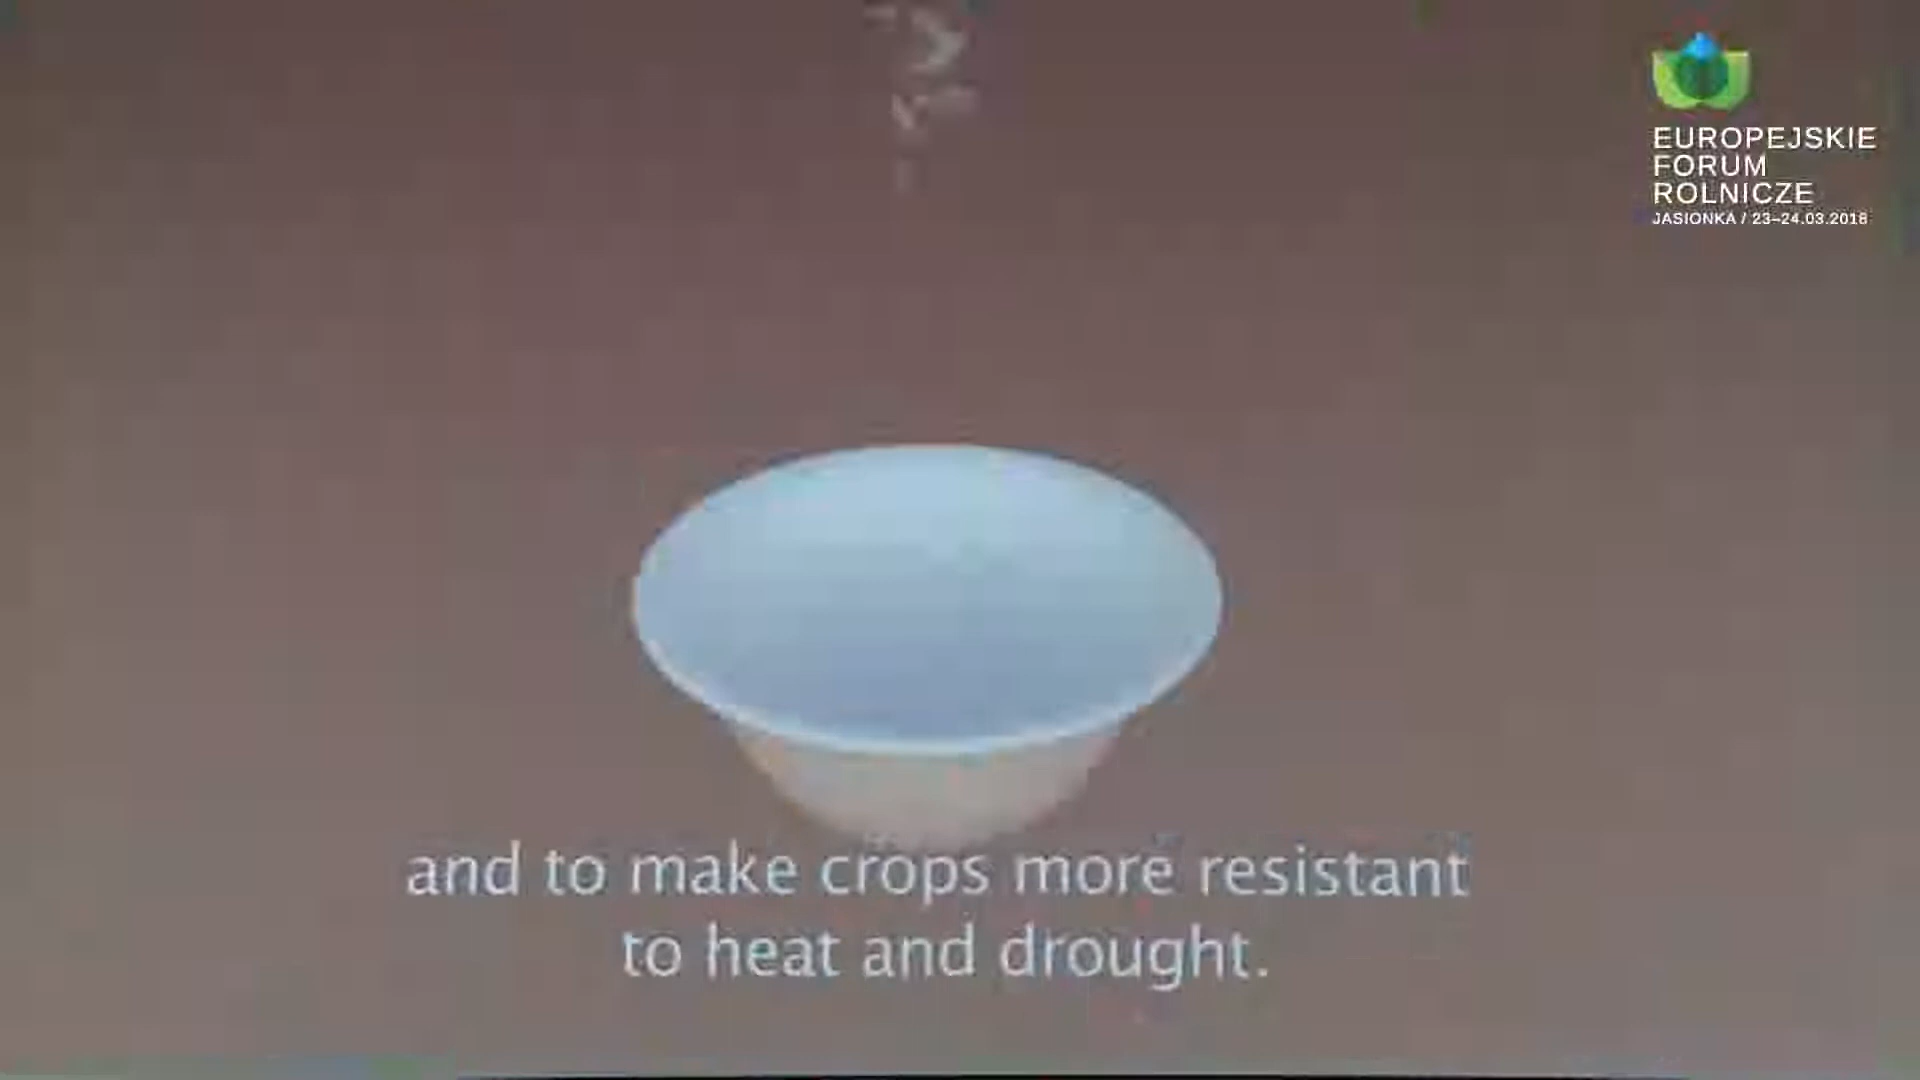 EUROPEJSKIE
FORUM
ROLNICZE
JASIONKA / 23–24.03.2018
and to make crops more resistant
to heat and drought.